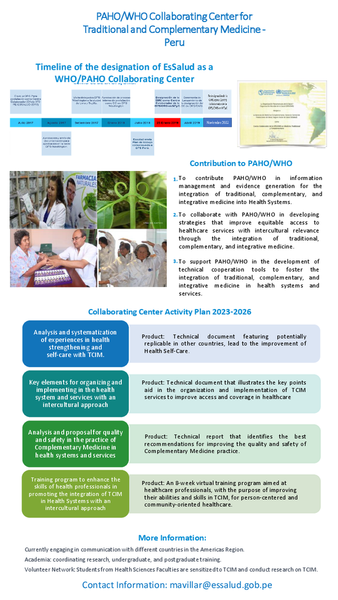 PAHO/WHO Collaborating Center for
Traditional and Complementary Medicine -
Peru
Timeline of the designation of EsSalud as a
WHO/PAHO Collaborating Center
Contribution to PAHO/WHO
1. To contribute PAHO/WHO in information
management and evidence generation for the
integration of traditional, complementary, and
integrative medicine into Health Systems.
2. To collaborate with PAHO/WHO in developing
strategies that improve equitable access to
healthcare services with intercultural relevance
through the integration of traditional,
complementary, and integrative medicine.
3. To support PAHO/WHO in the development of
technical cooperation tools to foster the
integration of traditional, complementary, and
integrative medicine in health systems and
services.
Collaborating Center Activity Plan 2023-2026
Analysis and systematization
of experiences in health
strengthening and
self-care with TCIM.
Product: Technical document featuring potentially
replicable in other countries, lead to the improvement of
Health Self-Care.
Key elements for organizing and
implementing in the health
system and services with an
intercultural approach
Product: Technical document that illustrates the key points
aid in the organization and implementation of TCIM
services to improve access and coverage in healthcare
Analysis and proposal for quality
and safety in the practice of
Complementary Medicine in
health systems and services
Product: Technical report that identifies the best
recommendations for improving the quality and safety of
Complementary Medicine practice.
Training program to enhance the
skills of health professionals in
promoting the integration of TCIM
in Health Systems with an
intercultural approach
Product: An 8-week virtual training program aimed at
healthcare professionals, with the purpose of improving
their abilities and skills in TCIM, for person-centered and
community-oriented healthcare.
More Information:
Currently engaging in communication with different countries in the Americas Region.
Academia: coordinating research, undergraduate, and postgraduate training.
Volunteer Network: Students from Health Sciences Faculties are sensitized to TCIM and conduct research on TCIM.
Contact Information: mavillar@essalud.gob.pe